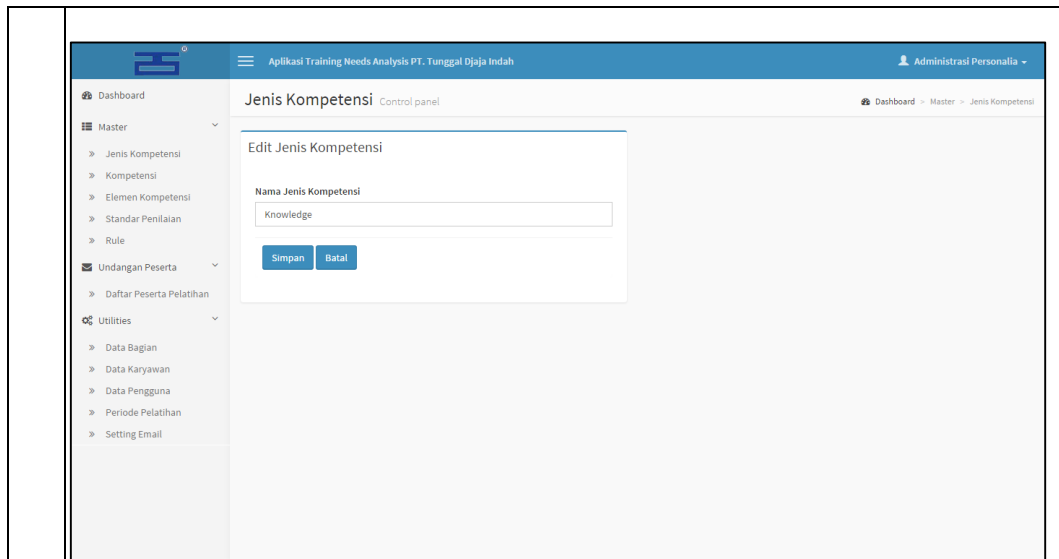 Aplikasi Training Needs Analysis PT. Tunggal Djaja Indah
Administrasi Personalia
Dashboard
Master
Jenis Kompetensi
Kompetensi
Elemen Kompetensi
Standar Penilaian
Rule
Undangan Peserta
Daftar Peserta Pelatihan
Utilities
Data Bagian
Data Karyawan
Data Pengguna
Periode Pelatihan
Setting Email
Jenis Kompetensi Control panel
Dashboard > Master > Jenis Kompetensi
Edit Jenis Kompetensi
Nama Jenis Kompetensi
Knowledge
Simpan Batal